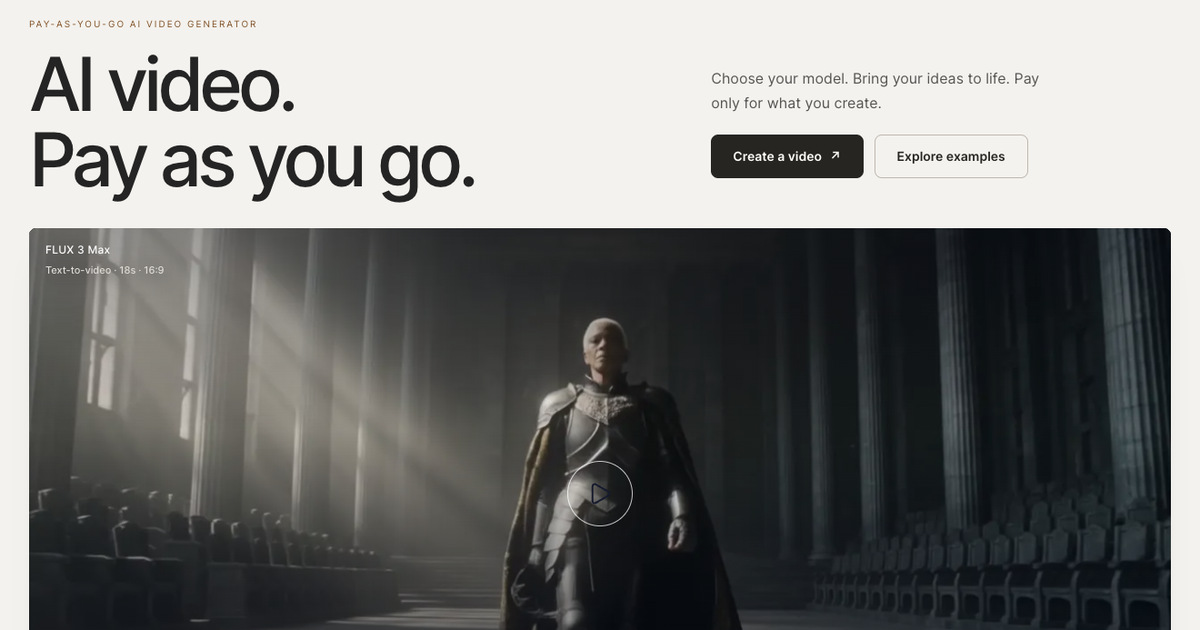 PAY-AS-YOU-GO AI VIDEO GENERATOR
AI video.
Pay as you go.
Choose your model. Bring your ideas to life. Pay
only for what you create.
Create a video ↗
Explore examples
FLUX 3 Max
Text-to-video · 18s · 16:9